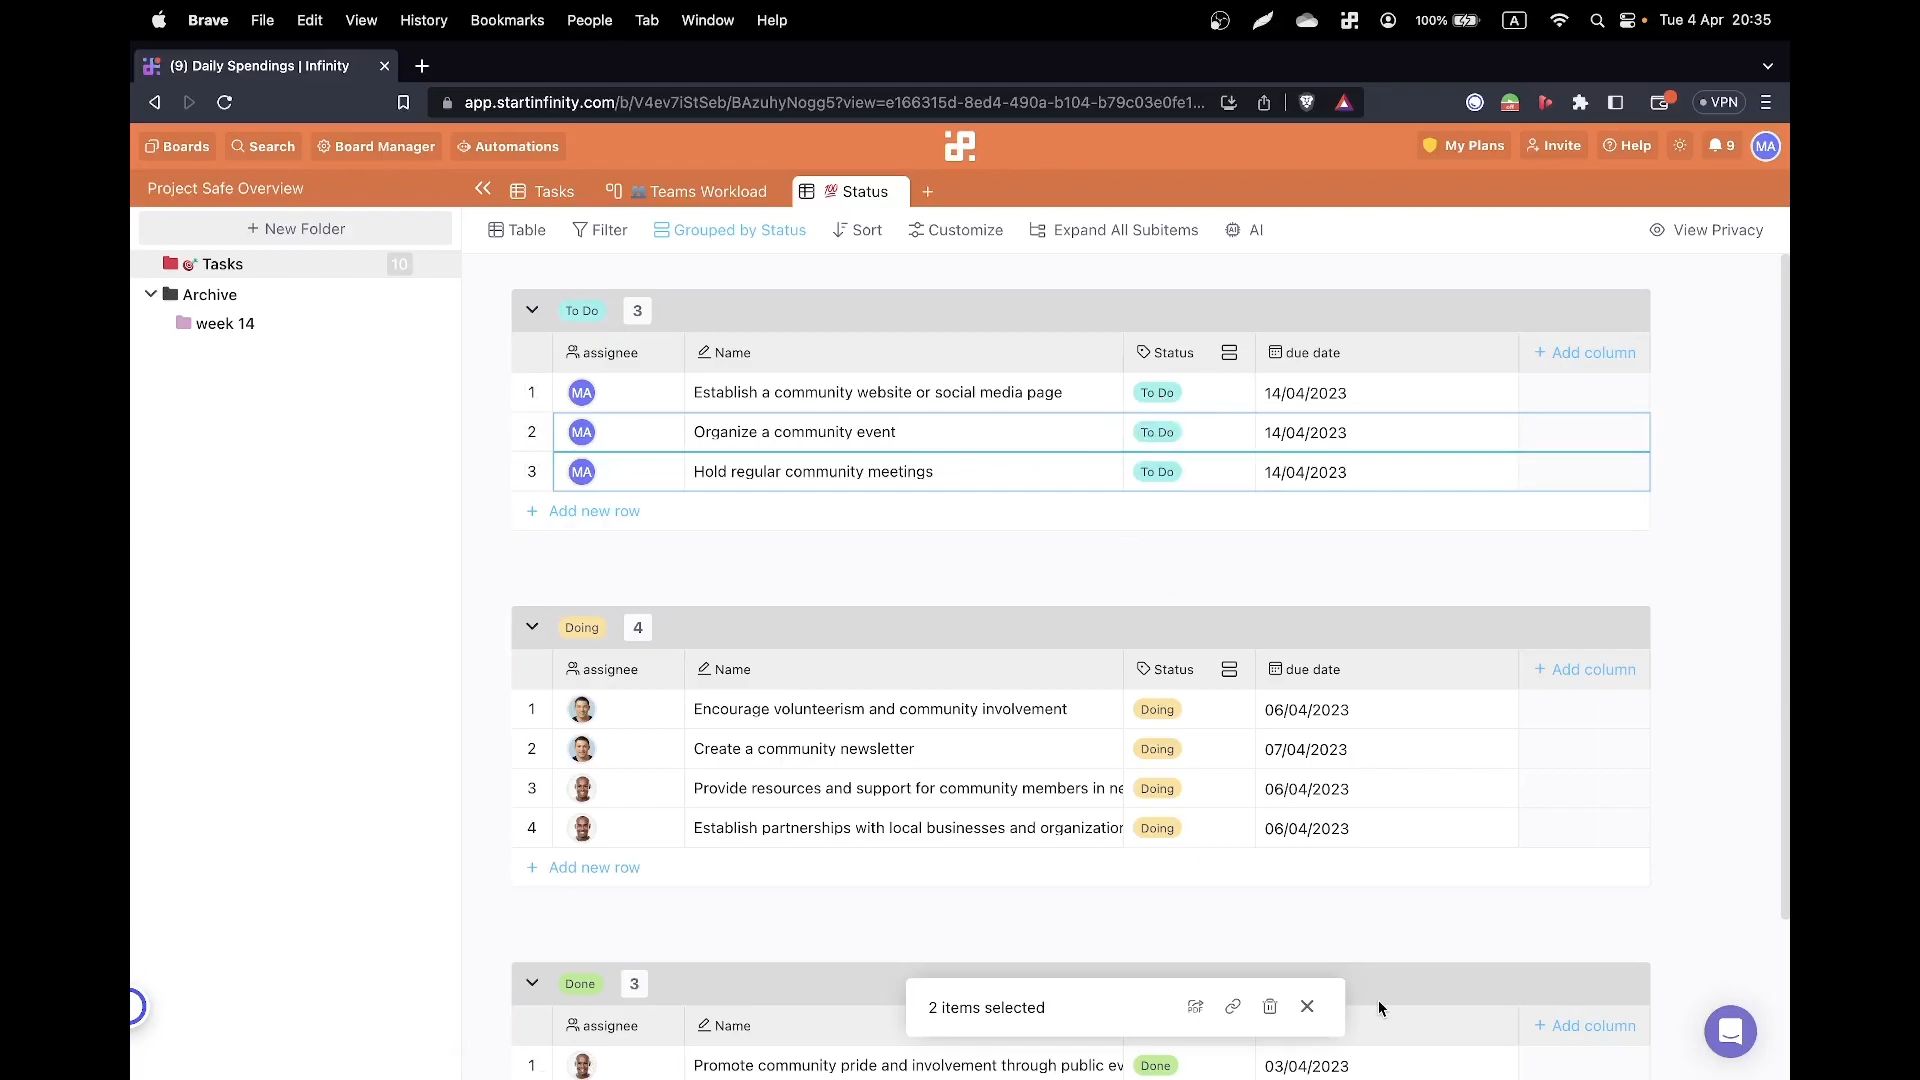 Brave File Edit View History Bookmarks People Tab Window Help 100% A Tue 4 Apr 20:35
(9) Daily Spendings | Infinity
app.startinfinity.com/b/V4ev7iStSeb/BAzuhyNogg5?view=e166315d-8ed4-490a-b104-b79c03e0fe1... VPN
Boards Search Board Manager Automations My Plans Invite Help 9 MA
Project Safe Overview Tasks Teams Workload 💯 Status +
+ New Folder Table Filter Grouped by Status Sort Customize Expand All Subitems AI View Privacy
Tasks 10
Archive
week 14
To Do 3
assignee Name Status due date + Add column
1 MA Establish a community website or social media page To Do 14/04/2023
2 MA Organize a community event To Do 14/04/2023
3 MA Hold regular community meetings To Do 14/04/2023
+ Add new row
Doing 4
assignee Name Status due date + Add column
1 Encourage volunteerism and community involvement Doing 06/04/2023
2 Create a community newsletter Doing 07/04/2023
3 Provide resources and support for community members in ne Doing 06/04/2023
4 Establish partnerships with local businesses and organization Doing 06/04/2023
+ Add new row
Done 3
2 items selected PDF
assignee Name + Add column
1 Promote community pride and involvement through public ev Done 03/04/2023